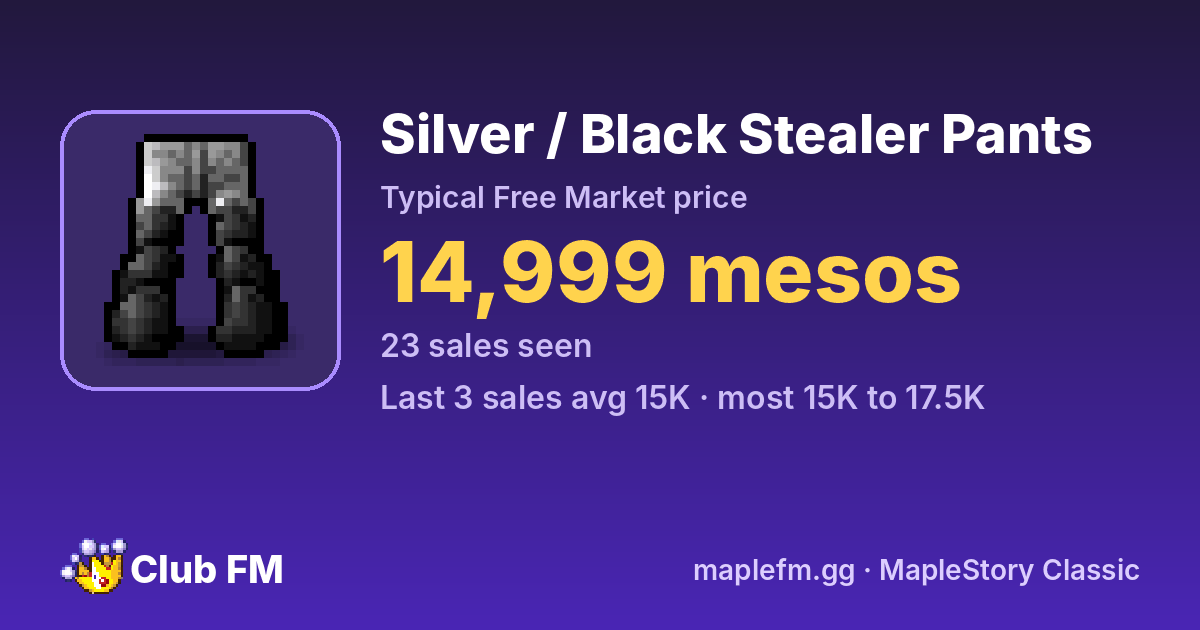 Silver / Black Stealer Pants
Typical Free Market price
14,999 mesos
23 sales seen
Last 3 sales avg 15K · most 15K to 17.5K
Club FM
maplefm.gg · MapleStory Classic